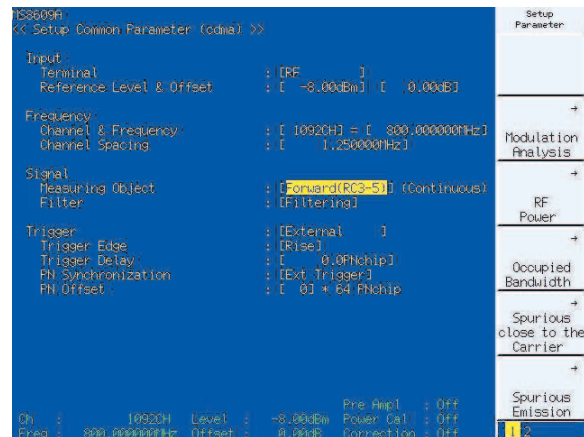 MS8609A
<< Setup Common Parameter (cdma) >>
Setup
Parameter
Input
Terminal : [RF ]
Reference Level & Offset : [ -8.00dBm] [ 0.00dB]
Frequency
Channel & Frequency : [ 1092CH] = [ 800.000000MHz]
Channel Spacing : [ 1.250000MHz]
Signal
Measuring Object : [Forward(RC3-5)] (Continuous)
Filter : [Filtering]
Trigger : [External ]
Trigger Edge : [Rise]
Trigger Delay : [ 0.0PNchip]
PN Synchronization : [Ext Trigger]
PN Offset : [ 0] * 64 PNchip
→
Modulation
Analysis
→
RF
Power
→
Occupied
Bandwidth
→
Spurious
close to the
Carrier
→
Spurious
Emission
1 2
Pre Ampl : Off
Ch : 1092CH Level : -8.00dBm Power Cal : Off
Freq : 800.000000MHz Offset : 0.00dB Correction : Off